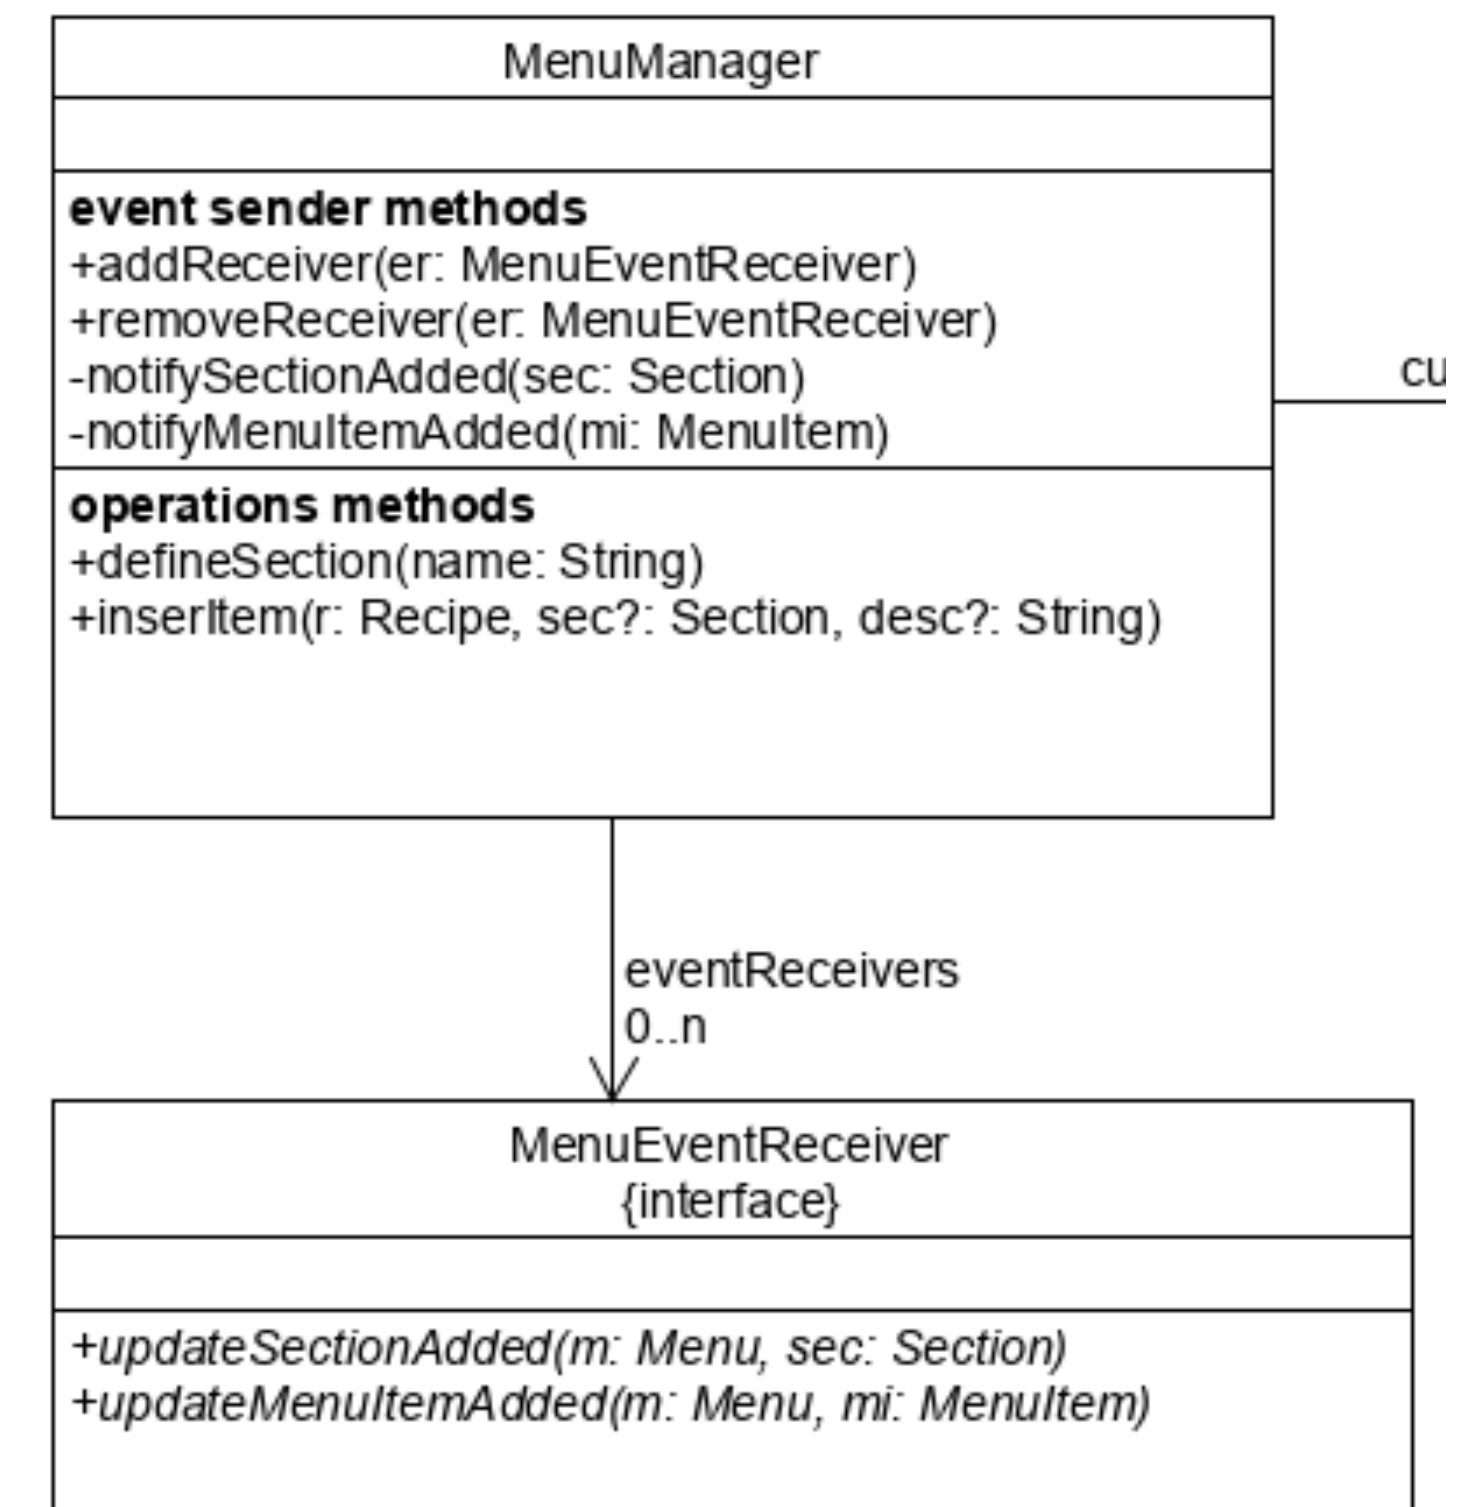 MenuManager
event sender methods
+addReceiver(er: MenuEventReceiver)
+removeReceiver(er: MenuEventReceiver)
-notifySectionAdded(sec: Section)
-notifyMenuItemAdded(mi: MenuItem)
cu
operations methods
+defineSection(name: String)
+inserItem(r: Recipe, sec?: Section, desc?: String)
eventReceivers
0..n
MenuEventReceiver
{interface}
+updateSectionAdded(m: Menu, sec: Section)
+updateMenuItemAdded(m: Menu, mi: MenuItem)